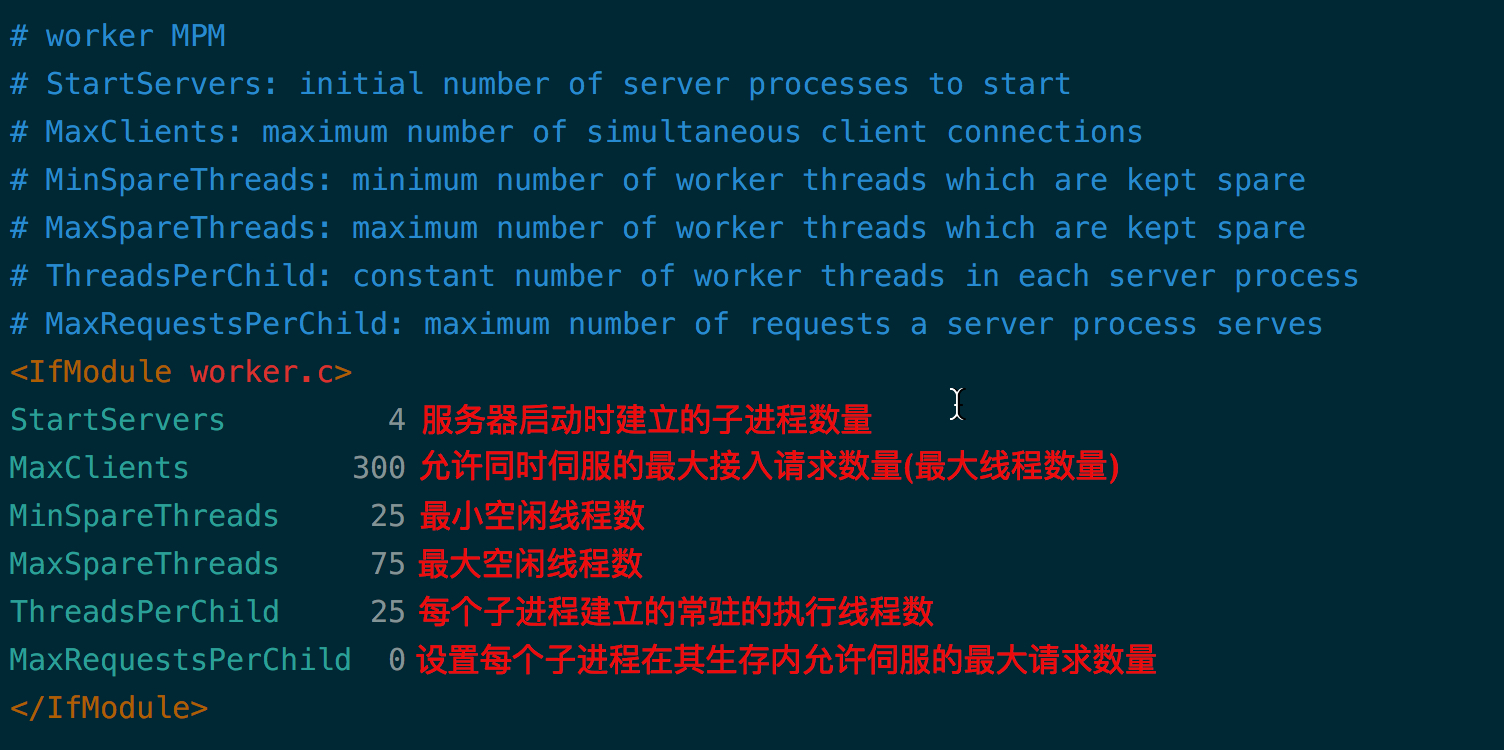 # worker MPM
# StartServers: initial number of server processes to start
# MaxClients: maximum number of simultaneous client connections
# MinSpareThreads: minimum number of worker threads which are kept spare
# MaxSpareThreads: maximum number of worker threads which are kept spare
# ThreadsPerChild: constant number of worker threads in each server process
# MaxRequestsPerChild: maximum number of requests a server process serves
<IfModule worker.c>
StartServers 4 服务器启动时建立的子进程数量
MaxClients 300 允许同时伺服的最大接入请求数量(最大线程数量)
MinSpareThreads 25 最小空闲线程数
MaxSpareThreads 75 最大空闲线程数
ThreadsPerChild 25 每个子进程建立的常驻的执行线程数
MaxRequestsPerChild 0 设置每个子进程在其生存内允许伺服的最大请求数量
</IfModule>